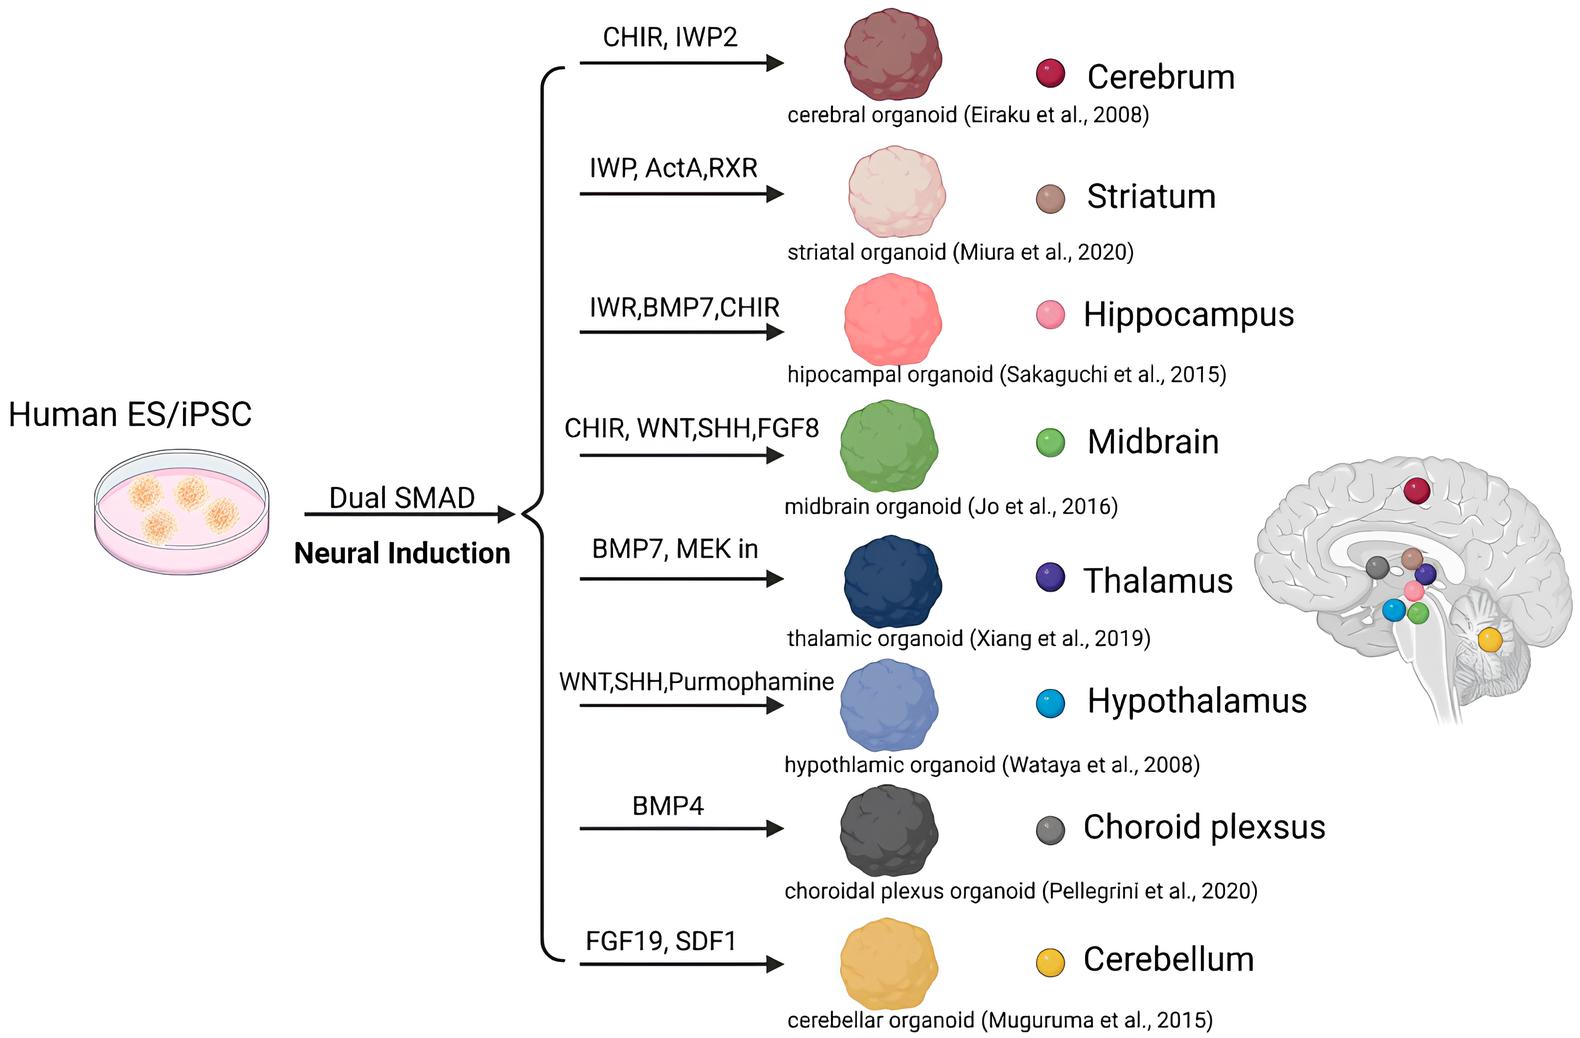 CHIR, IWP2
Cerebrum
cerebral organoid (Eiraku et al., 2008)
IWP, ActA,RXR
Striatum
striatal organoid (Miura et al., 2020)
IWR,BMP7,CHIR
Hippocampus
hipocampal organoid (Sakaguchi et al., 2015)
Human ES/iPSC
CHIR, WNT,SHH,FGF8
Midbrain
midbrain organoid (Jo et al., 2016)
Dual SMAD
Neural Induction
BMP7, MEK in
Thalamus
thalamic organoid (Xiang et al., 2019)
WNT,SHH,Purmophamine
Hypothalamus
hypothlamic organoid (Wataya et al., 2008)
BMP4
Choroid plexsus
choroidal plexus organoid (Pellegrini et al., 2020)
FGF19, SDF1
Cerebellum
cerebellar organoid (Muguruma et al., 2015)